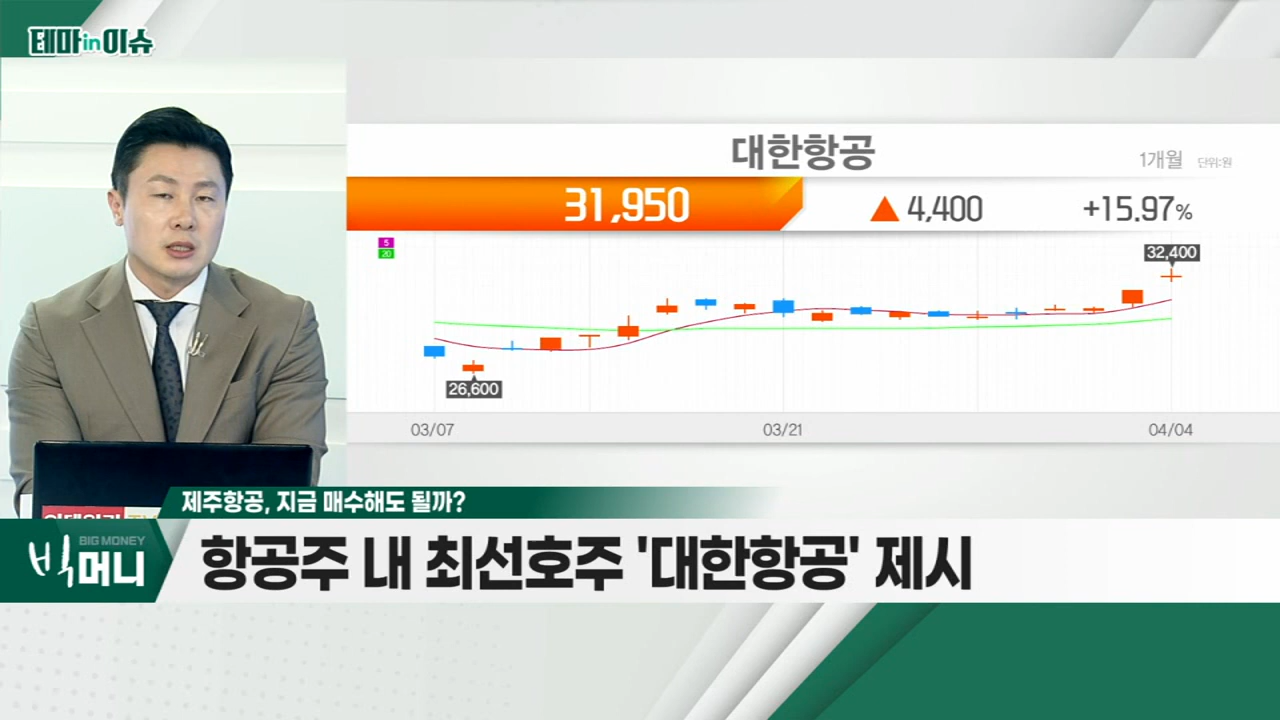 테마in이슈
대한항공
1개월 단위:원
31,950 ▲ 4,400 +15.97%
5
20
32,400
26,600
03/07 03/21 04/04
제주항공, 지금 매수해도 될까?
BIG MONEY
빅머니
항공주 내 최선호주 '대한항공' 제시